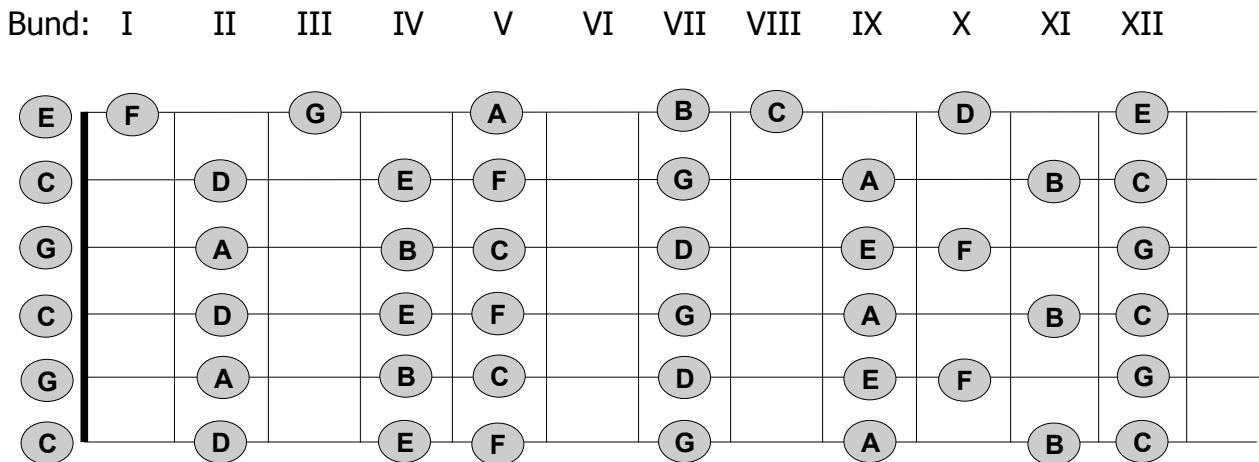 Bund: I II III IV V VI VII VIII IX X XI XII
E F G A B C D E
C D E F G A B C
G A B C D E F G
C D E F G A B C
G A B C D E F G
C D E F G A B C